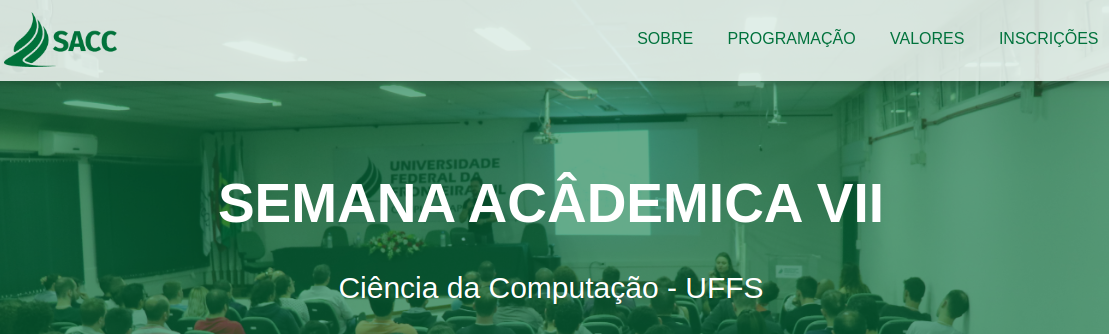 SACC
SOBRE PROGRAMAÇÃO VALORES INSCRIÇÕES
UNIVERSIDADE
FEDERAL DA
SEMANA ACÂDEMICA VII
Ciência da Computação - UFFS